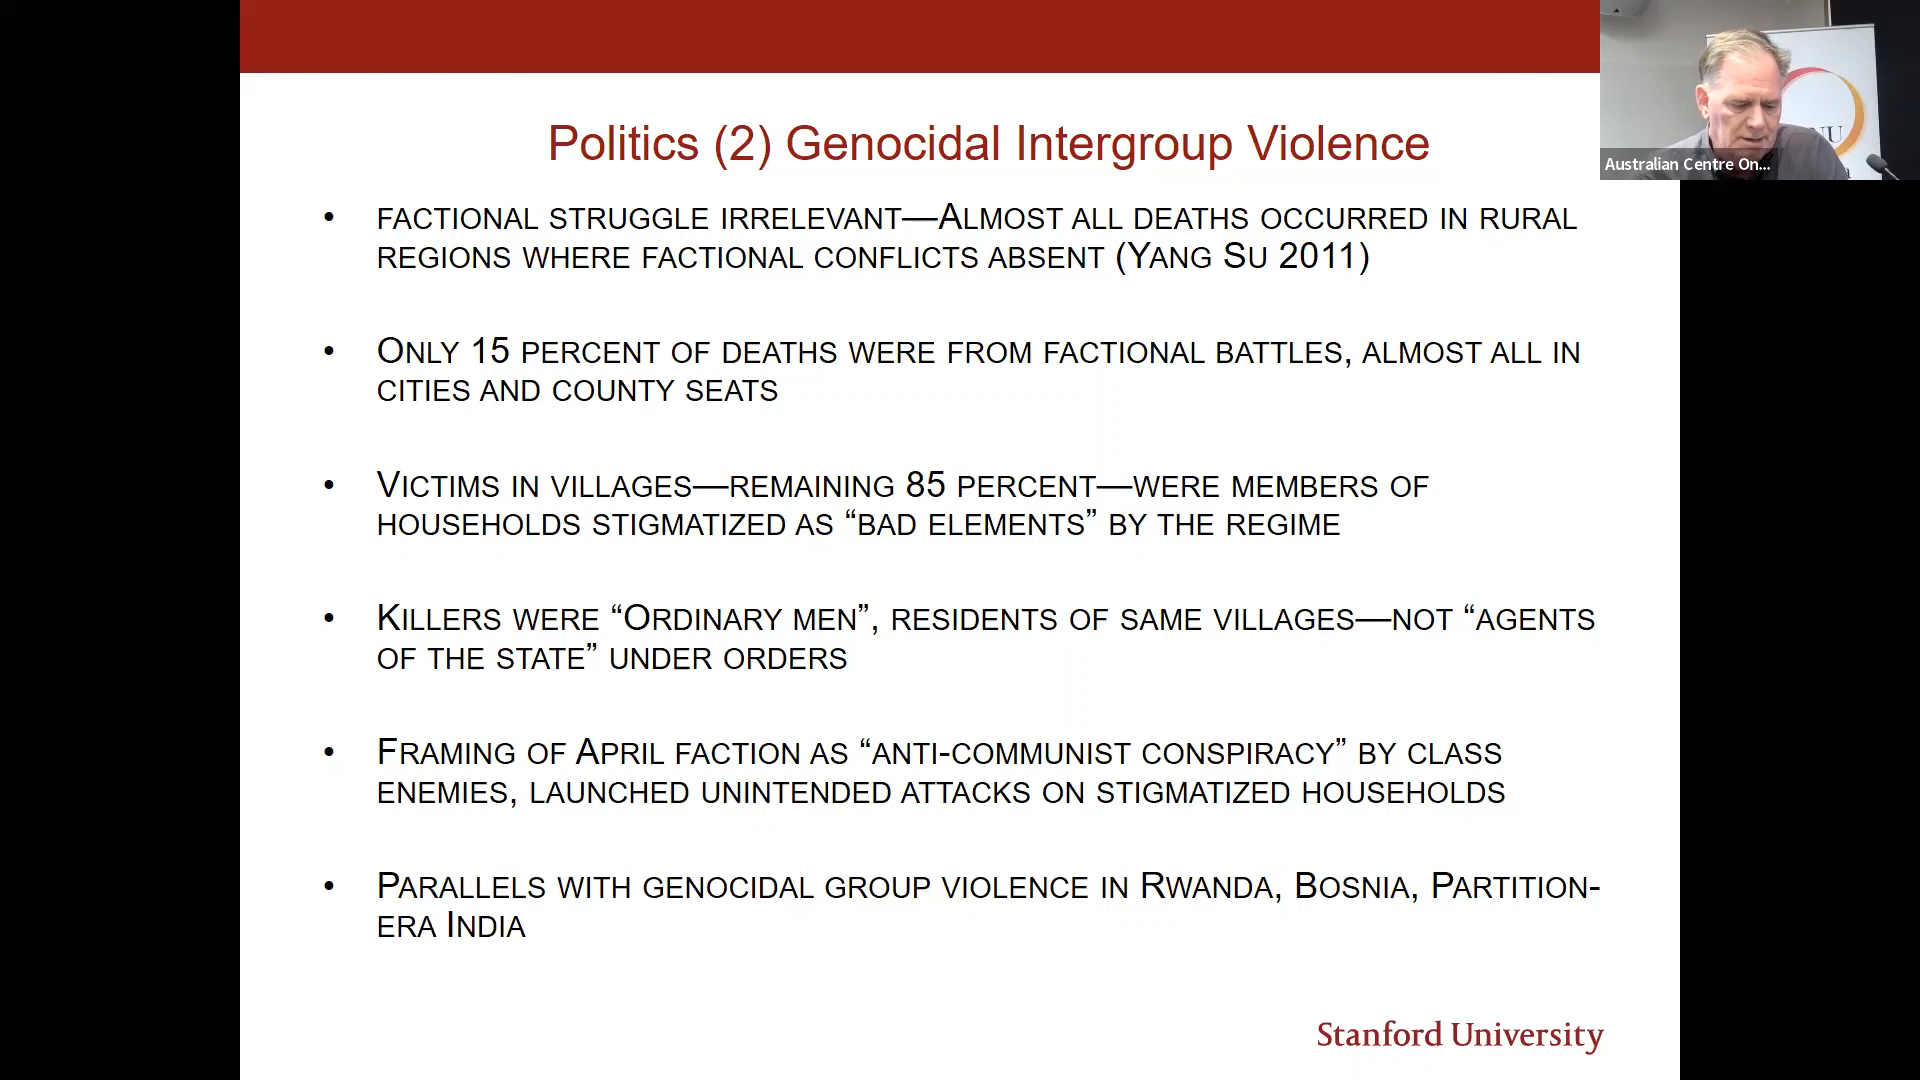 Politics (2) Genocidal Intergroup Violence
• FACTIONAL STRUGGLE IRRELEVANT—ALMOST ALL DEATHS OCCURRED IN RURAL
REGIONS WHERE FACTIONAL CONFLICTS ABSENT (YANG SU 2011)
• ONLY 15 PERCENT OF DEATHS WERE FROM FACTIONAL BATTLES, ALMOST ALL IN
CITIES AND COUNTY SEATS
• VICTIMS IN VILLAGES—REMAINING 85 PERCENT—WERE MEMBERS OF
HOUSEHOLDS STIGMATIZED AS “BAD ELEMENTS” BY THE REGIME
• KILLERS WERE “ORDINARY MEN”, RESIDENTS OF SAME VILLAGES—NOT “AGENTS
OF THE STATE” UNDER ORDERS
• FRAMING OF APRIL FACTION AS “ANTI-COMMUNIST CONSPIRACY” BY CLASS
ENEMIES, LAUNCHED UNINTENDED ATTACKS ON STIGMATIZED HOUSEHOLDS
• PARALLELS WITH GENOCIDAL GROUP VIOLENCE IN RWANDA, BOSNIA, PARTITION-
ERA INDIA
Stanford University
Australian Centre On...